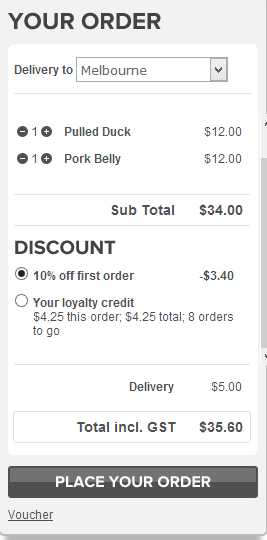 YOUR ORDER
Delivery to Melbourne
1 Pulled Duck $12.00
1 Pork Belly $12.00
Sub Total $34.00
DISCOUNT
10% off first order -$3.40
Your loyalty credit
$4.25 this order; $4.25 total; 8 orders
to go
Delivery $5.00
Total incl. GST $35.60
PLACE YOUR ORDER
Voucher